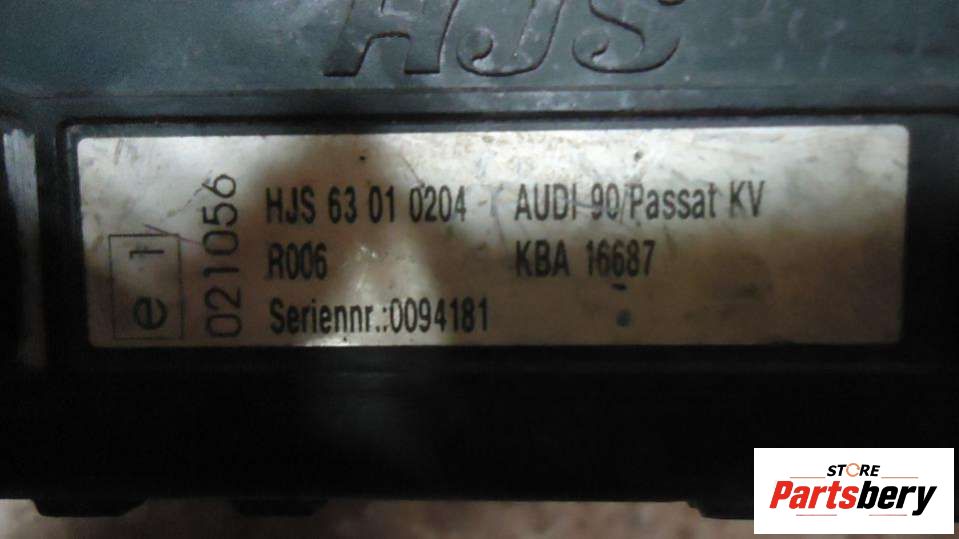 HJS
e 1
021056
HJS 63 01 0204 AUDI 90/Passat KV
R006 KBA 16687
Seriennr.:0094181
STORE
Partsbery